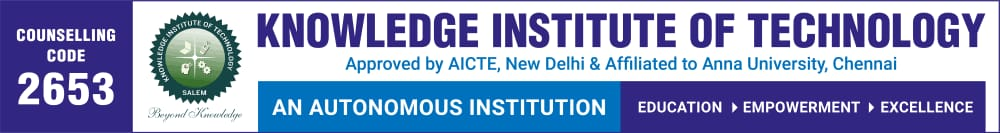 COUNSELLING
CODE
2653
KNOWLEDGE INSTITUTE OF TECHNOLOGY
SALEM
Beyond Knowledge
KNOWLEDGE INSTITUTE OF TECHNOLOGY
Approved by AICTE, New Delhi & Affiliated to Anna University, Chennai
AN AUTONOMOUS INSTITUTION
EDUCATION EMPOWERMENT EXCELLENCE